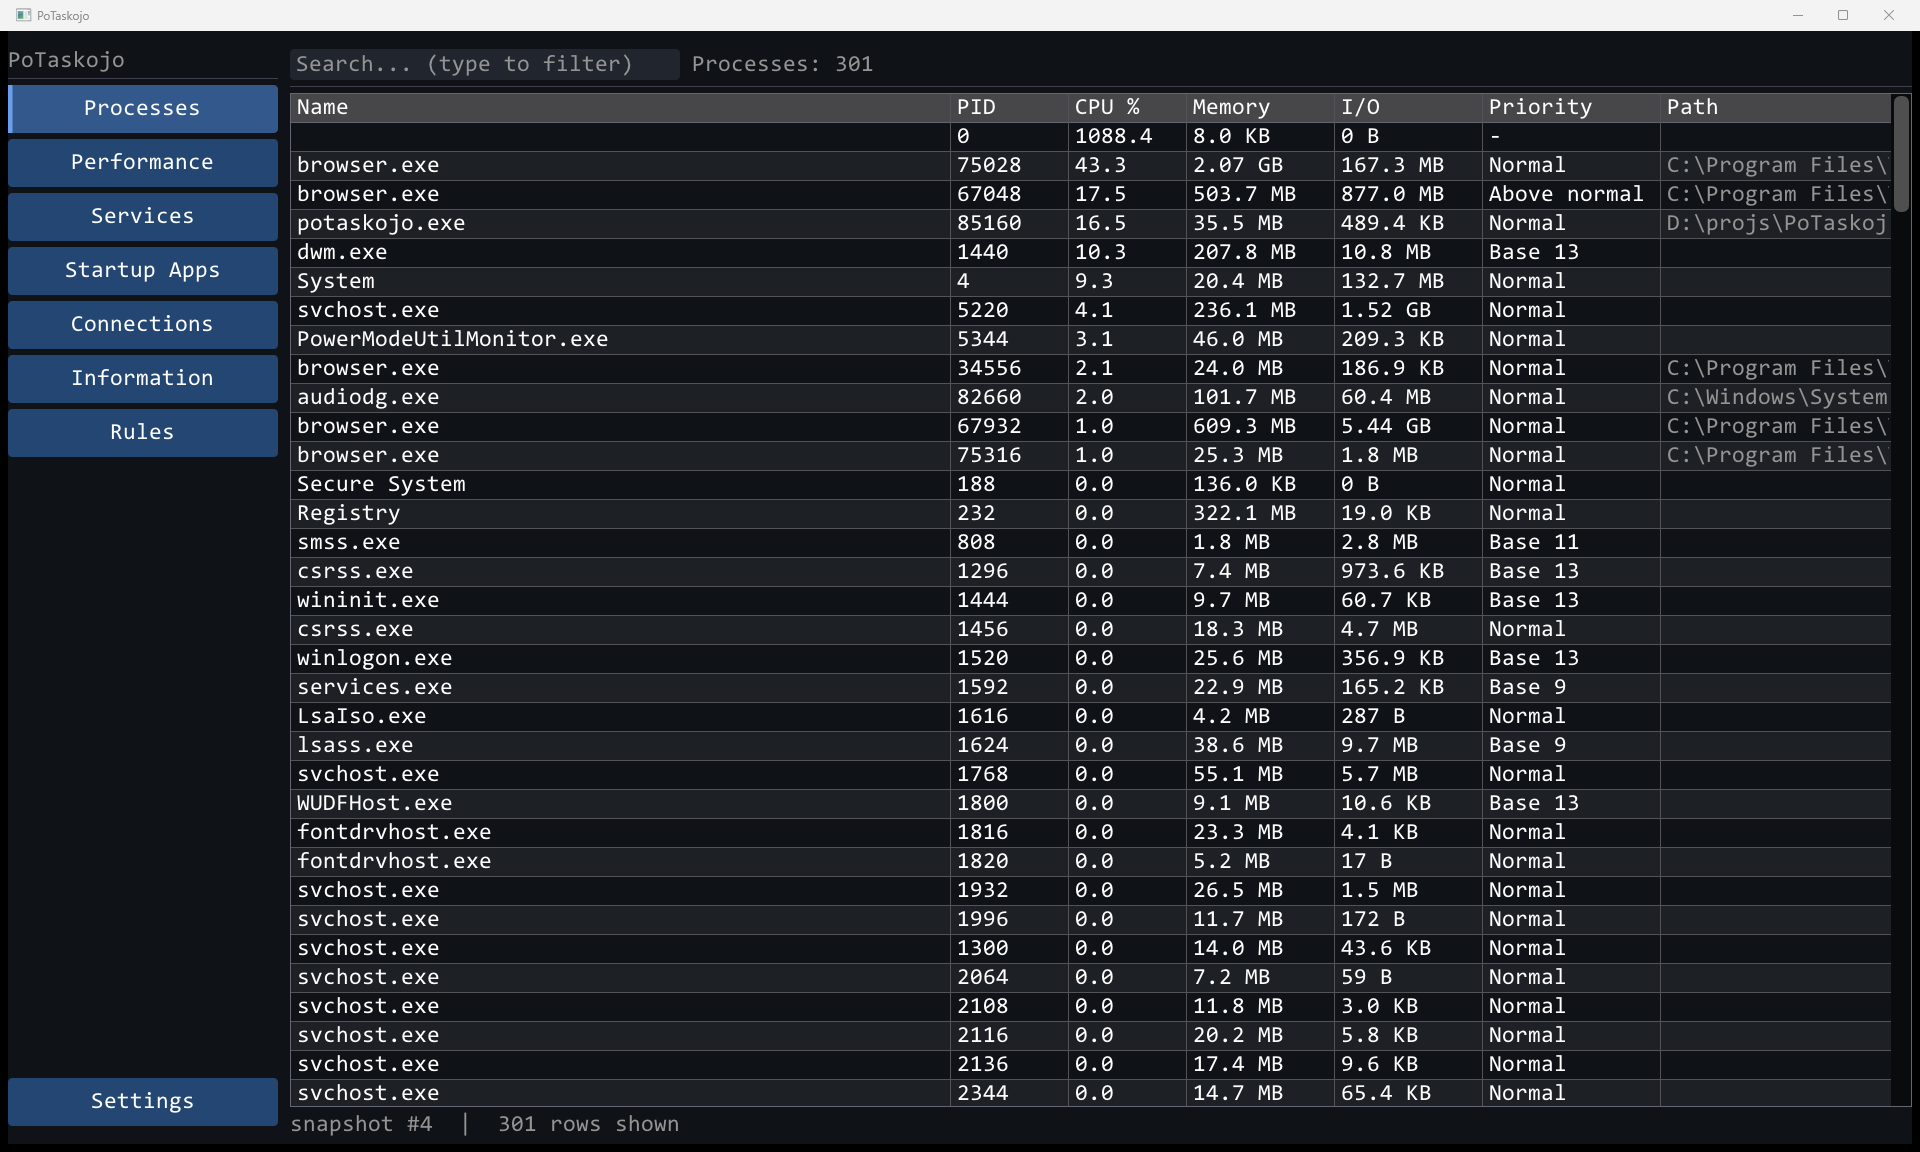 PoTaskojo
PoTaskojo
Search... (type to filter) Processes: 301
Processes
Performance
Services
Startup Apps
Connections
Information
Rules
Settings
Name PID CPU % Memory I/O Priority Path
0 1088.4 8.0 KB 0 B -
browser.exe 75028 43.3 2.07 GB 167.3 MB Normal C:\Program Files\
browser.exe 67048 17.5 503.7 MB 877.0 MB Above normal C:\Program Files\
potaskojo.exe 85160 16.5 35.5 MB 489.4 KB Normal D:\projs\PoTaskoj
dwm.exe 1440 10.3 207.8 MB 10.8 MB Base 13
System 4 9.3 20.4 MB 132.7 MB Normal
svchost.exe 5220 4.1 236.1 MB 1.52 GB Normal
PowerModeUtilMonitor.exe 5344 3.1 46.0 MB 209.3 KB Normal
browser.exe 34556 2.1 24.0 MB 186.9 KB Normal C:\Program Files\
audiodg.exe 82660 2.0 101.7 MB 60.4 MB Normal C:\Windows\System
browser.exe 67932 1.0 609.3 MB 5.44 GB Normal C:\Program Files\
browser.exe 75316 1.0 25.3 MB 1.8 MB Normal C:\Program Files\
Secure System 188 0.0 136.0 KB 0 B Normal
Registry 232 0.0 322.1 MB 19.0 KB Normal
smss.exe 808 0.0 1.8 MB 2.8 MB Base 11
csrss.exe 1296 0.0 7.4 MB 973.6 KB Base 13
wininit.exe 1444 0.0 9.7 MB 60.7 KB Base 13
csrss.exe 1456 0.0 18.3 MB 4.7 MB Normal
winlogon.exe 1520 0.0 25.6 MB 356.9 KB Base 13
services.exe 1592 0.0 22.9 MB 165.2 KB Base 9
LsaIso.exe 1616 0.0 4.2 MB 287 B Normal
lsass.exe 1624 0.0 38.6 MB 9.7 MB Base 9
svchost.exe 1768 0.0 55.1 MB 5.7 MB Normal
WUDFHost.exe 1800 0.0 9.1 MB 10.6 KB Base 13
fontdrvhost.exe 1816 0.0 23.3 MB 4.1 KB Normal
fontdrvhost.exe 1820 0.0 5.2 MB 17 B Normal
svchost.exe 1932 0.0 26.5 MB 1.5 MB Normal
svchost.exe 1996 0.0 11.7 MB 172 B Normal
svchost.exe 1300 0.0 14.0 MB 43.6 KB Normal
svchost.exe 2064 0.0 7.2 MB 59 B Normal
svchost.exe 2108 0.0 11.8 MB 3.0 KB Normal
svchost.exe 2116 0.0 20.2 MB 5.8 KB Normal
svchost.exe 2136 0.0 17.4 MB 9.6 KB Normal
svchost.exe 2344 0.0 14.7 MB 65.4 KB Normal
snapshot #4 | 301 rows shown